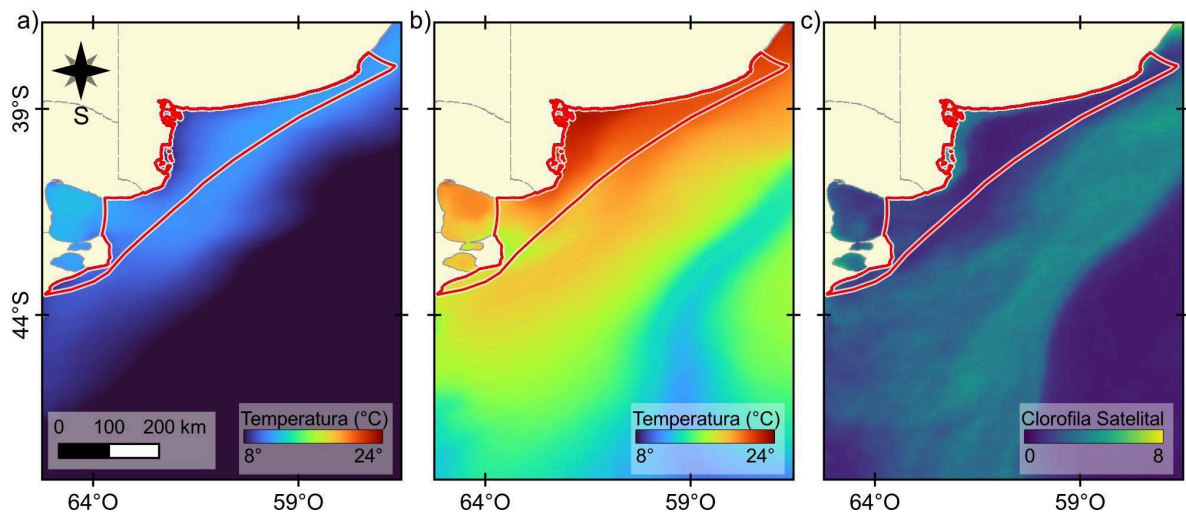 a)
b)
c)
S
39°S
44°S
0 100 200 km
Temperatura (°C)
8° 24°
Temperatura (°C)
8° 24°
Clorofila Satelital
0 8
64°O 59°O 64°O 59°O 64°O 59°O